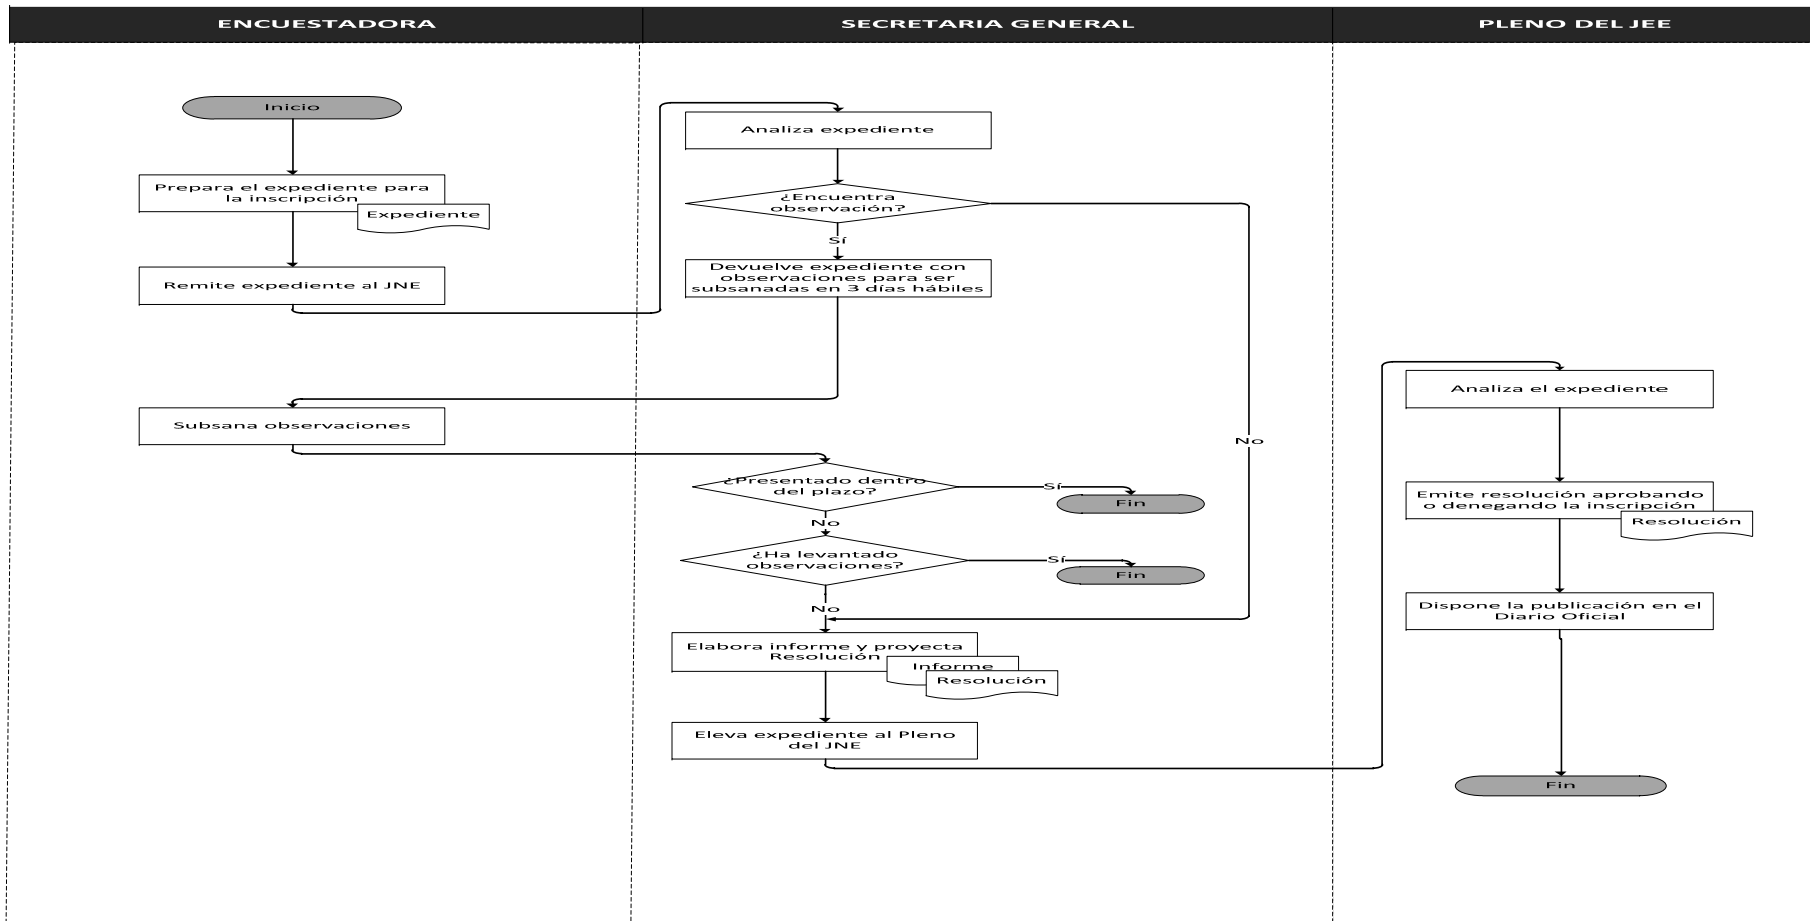 ENCUESTADORA
SECRETARIA GENERAL
PLENO DEL JEE
Inicio
Prepara el expediente para
la inscripción
Expediente
Remite expediente al JNE
Subsana observaciones
Analiza expediente
¿Encuentra
observación?
Sí
No
Devuelve expediente con
observaciones para ser
subsanadas en 3 días hábiles
¿Presentado dentro
del plazo?
Sí
Fin
No
¿Ha levantado
observaciones?
Sí
Fin
No
Elabora informe y proyecta
Resolución
Informe
Resolución
Eleva expediente al Pleno
del JNE
Analiza el expediente
Emite resolución aprobando
o denegando la inscripción
Resolución
Dispone la publicación en el
Diario Oficial
Fin